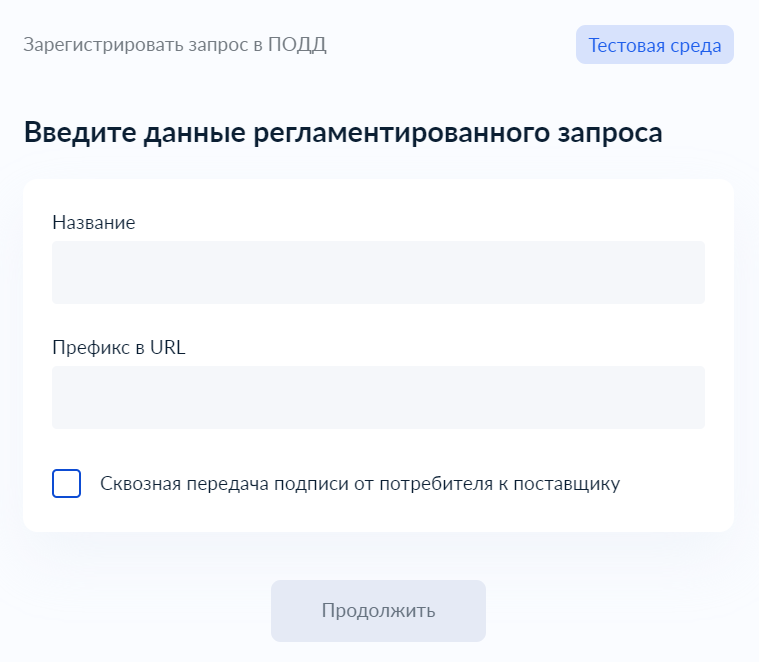 Зарегистрировать запрос в ПОДД
Тестовая среда
Введите данные регламентированного запроса
Название
Префикс в URL
Сквозная передача подписи от потребителя к поставщику
Продолжить